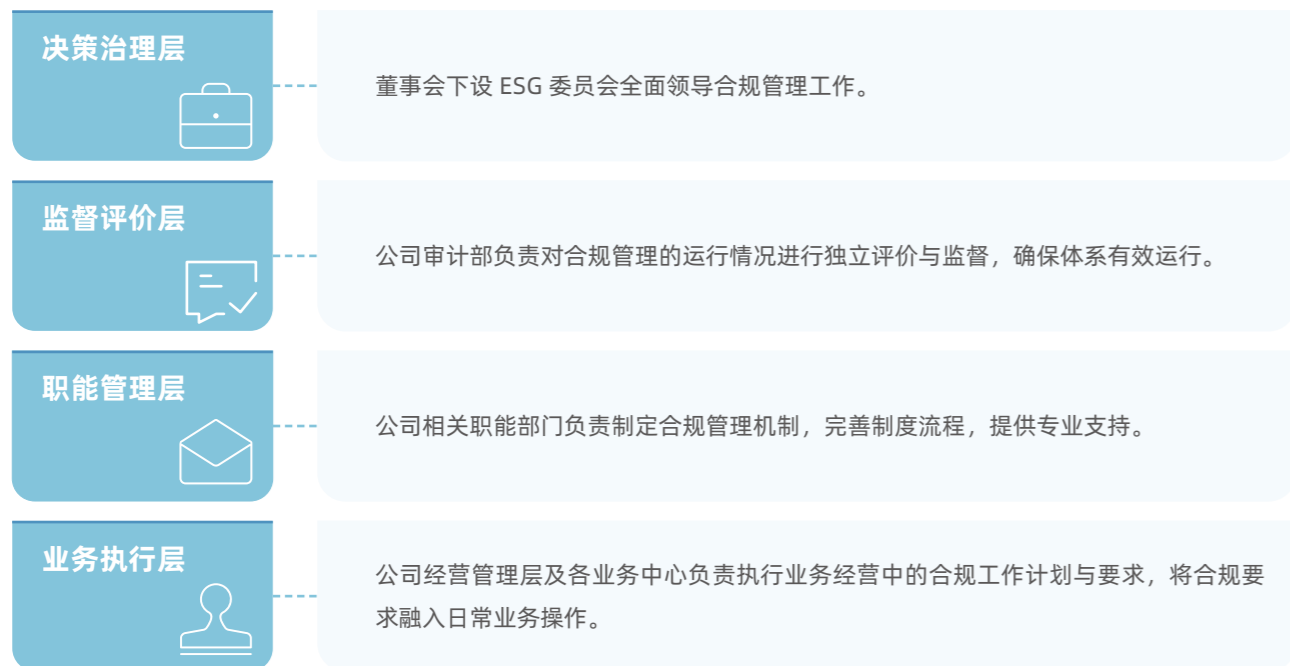 决策治理层
董事会下设 ESG 委员会全面领导合规管理工作。
监督评价层
公司审计部负责对合规管理的运行情况进行独立评价与监督，确保体系有效运行。
职能管理层
公司相关职能部门负责制定合规管理机制，完善制度流程，提供专业支持。
业务执行层
公司经营管理层及各业务中心负责执行业务经营中的合规工作计划与要求，将合规要
求融入日常业务操作。